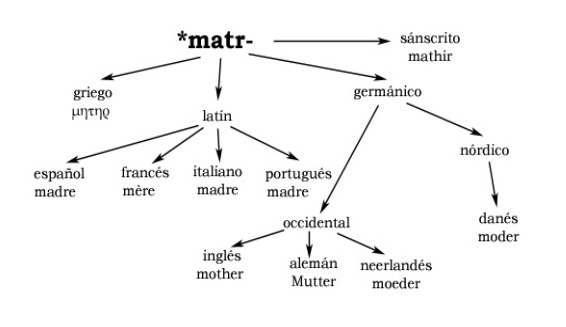 *matr-
sánscrito
mathir
griego
μητηρ
latín
germánico
español
madre
francés
mère
italiano
madre
portugués
madre
nórdico
danés
moder
occidental
inglés
mother
alemán
Mutter
neerlandés
moeder